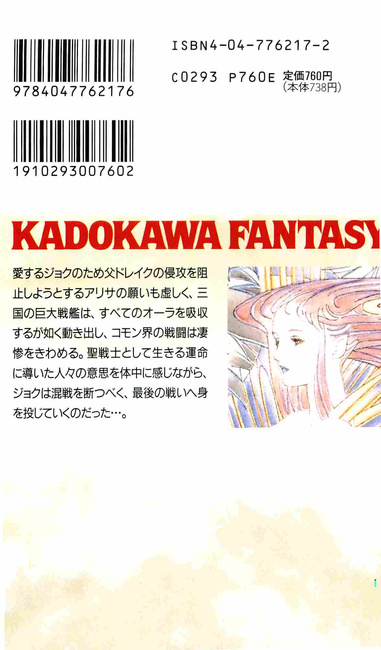 ISBN4-04-776217-2
C0293 P760E 定価760円
(本体738円)
9784047762176
1910293007602
KADOKAWA FANTASY
愛するジョクのため父ドレイクの侵攻を阻
止しようとするアリサの願いも虚しく、三
国の巨大戦艦は、すべてのオーラを吸収
するが如く動き出し、コモン界の戦闘は凄
惨をきわめる。聖戦士として生きる運命
に導いた人々の意思を体中に感じながら、
ジョクは混戦を断つべく、最後の戦いへ身
を投じていくのだった…。